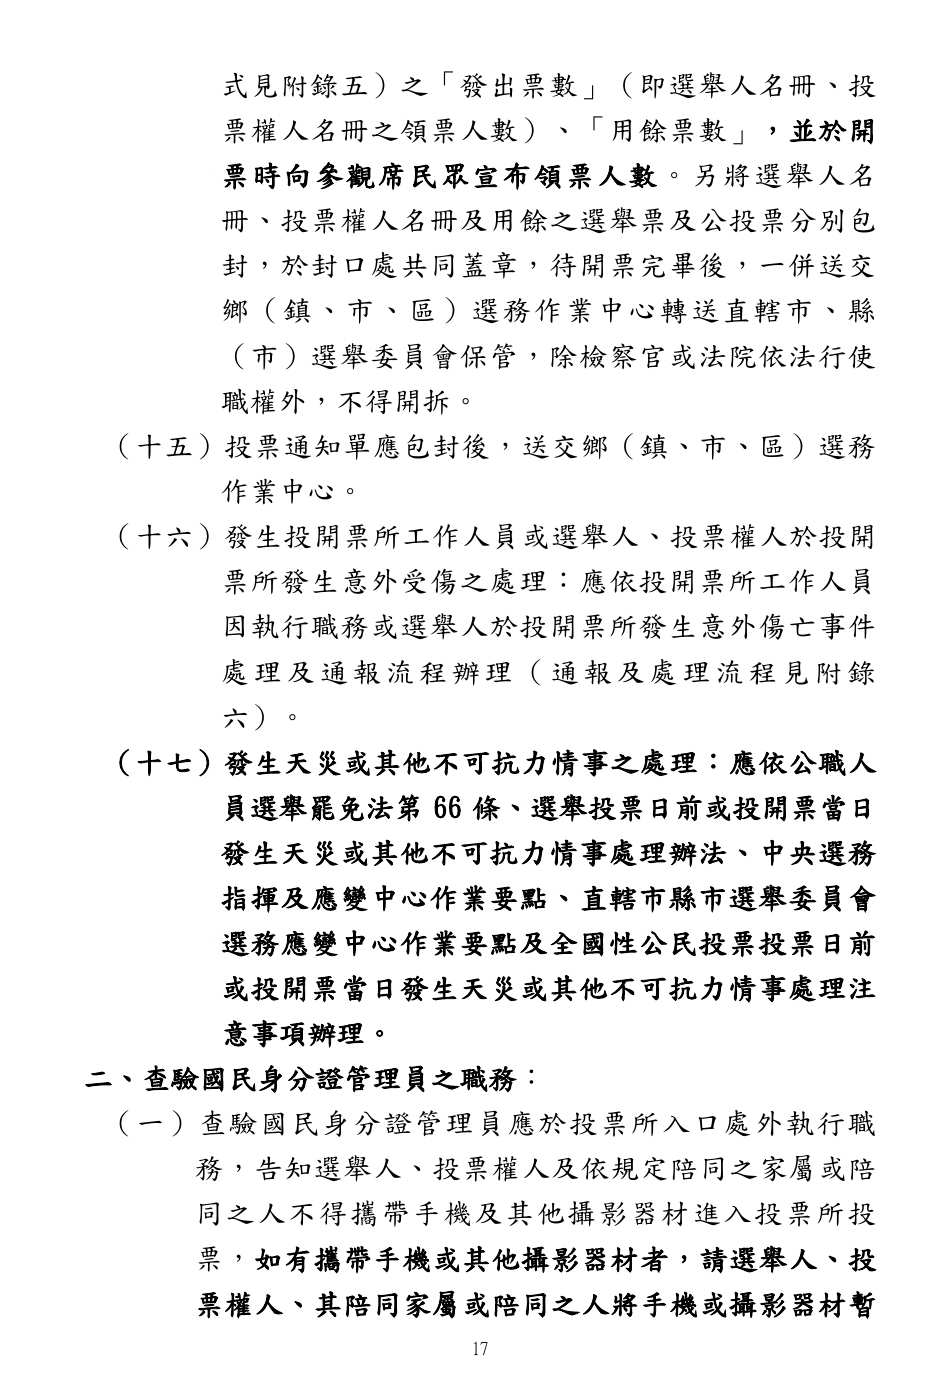 式見附錄五）之「發出票數」（即選舉人名冊、投
票權人名冊之領票人數）、「用餘票數」，並於開
票時向參觀席民眾宣布領票人數。另將選舉人名
冊、投票權人名冊及用餘之選舉票及公投票分別包
封，於封口處共同蓋章，待開票完畢後，一併送交
鄉（鎮、市、區）選務作業中心轉送直轄市、縣
（市）選舉委員會保管，除檢察官或法院依法行使
職權外，不得開拆。
（十五）投票通知單應包封後，送交鄉（鎮、市、區）選務
作業中心。
（十六）發生投開票所工作人員或選舉人、投票權人於投開
票所發生意外受傷之處理：應依投開票所工作人員
因執行職務或選舉人於投開票所發生意外傷亡事件
處理及通報流程辦理（通報及處理流程見附錄
六）。
（十七）發生天災或其他不可抗力情事之處理：應依公職人
員選舉罷免法第 66 條、選舉投票日前或投開票當日
發生天災或其他不可抗力情事處理辦法、中央選務
指揮及應變中心作業要點、直轄市縣市選舉委員會
選務應變中心作業要點及全國性公民投票投票日前
或投開票當日發生天災或其他不可抗力情事處理注
意事項辦理。
二、查驗國民身分證管理員之職務：
（一）查驗國民身分證管理員應於投票所入口處外執行職
務，告知選舉人、投票權人及依規定陪同之家屬或陪
同之人不得攜帶手機及其他攝影器材進入投票所投
票，如有攜帶手機或其他攝影器材者，請選舉人、投
票權人、其陪同家屬或陪同之人將手機或攝影器材暫
17